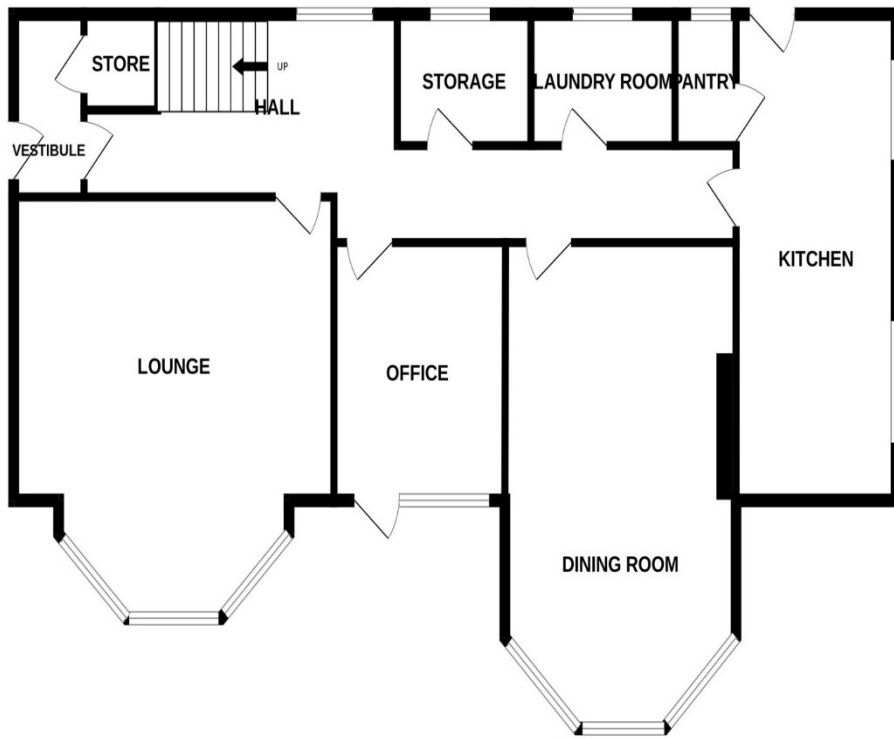 STORE
UP
HALL
STORAGE
LAUNDRY ROOM
PANTRY
VESTIBULE
KITCHEN
LOUNGE
OFFICE
DINING ROOM